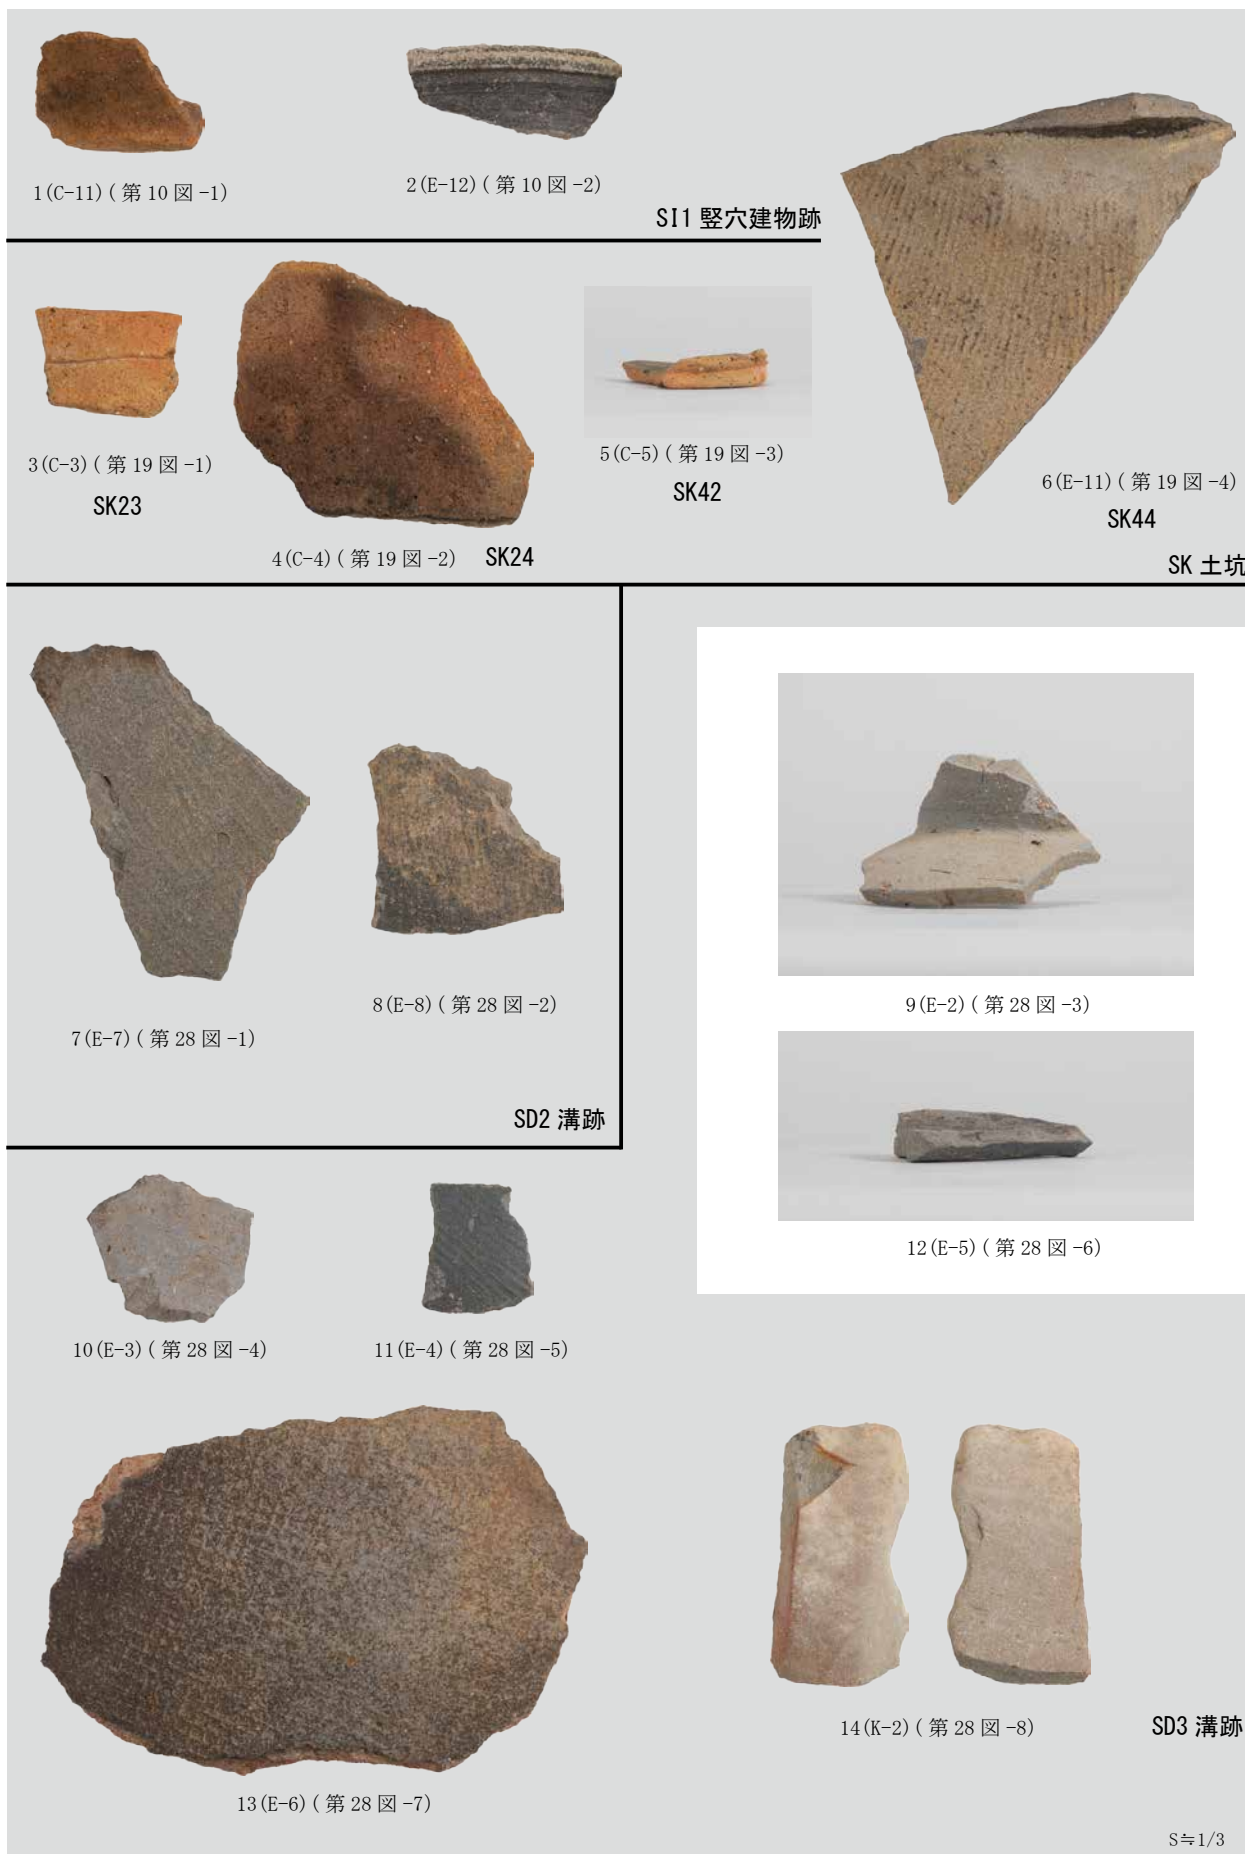 1(C-11)(第10図-1)
2(E-12)(第10図-2)
SI1 竪穴建物跡
3(C-3)(第19図-1)
SK23
4(C-4)(第19図-2)
SK24
5(C-5)(第19図-3)
SK42
6(E-11)(第19図-4)
SK44
SK 土坑
7(E-7)(第28図-1)
8(E-8)(第28図-2)
SD2 溝跡
9(E-2)(第28図-3)
12(E-5)(第28図-6)
10(E-3)(第28図-4)
11(E-4)(第28図-5)
13(E-6)(第28図-7)
14(K-2)(第28図-8)
SD3 溝跡
S≒1/3